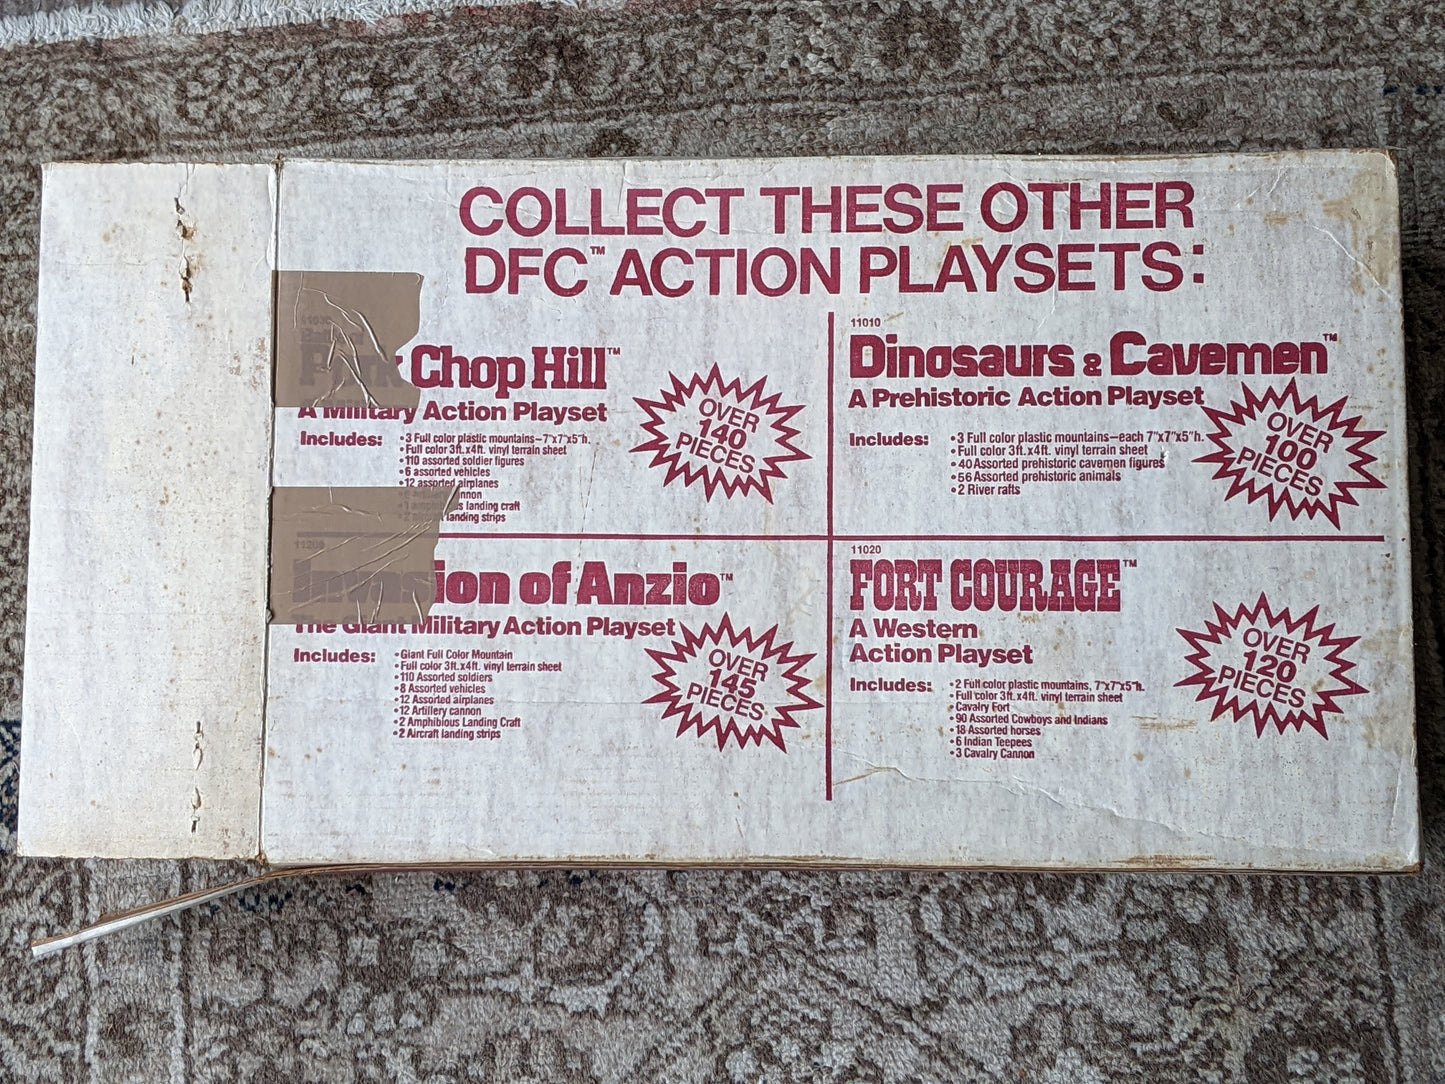 COLLECT THESE OTHER
DFC™ ACTION PLAYSETS:
Pork Chop Hill™
A Military Action Playset
OVER
140
PIECES
Includes:
•3 Full color plastic mountains–7"x7"x5"h.
•Full color 3ft.x4ft. vinyl terrain sheet
110 assorted soldier figures
•6 assorted vehicles
•12 assorted airplanes
cannon
landing craft
landing strips
11010
Dinosaurs & Cavemen™
A Prehistoric Action Playset
OVER
100
PIECES
Includes:
•3 Full color plastic mountains—each 7"x7"x5"h.
•Full color 3ft.x4ft. vinyl terrain sheet
•40 Assorted prehistoric cavemen figures
•56 Assorted prehistoric animals
•2 River rafts
Invasion of Anzio™
The Giant Military Action Playset
OVER
145
PIECES
Includes:
•Giant Full Color Mountain
•Full color 3ft.x4ft. vinyl terrain sheet
•110 Assorted soldiers
•8 Assorted vehicles
•12 Assorted airplanes
•12 Artillery cannon
•2 Amphibious Landing Craft
•2 Aircraft landing strips
11020
FORT COURAGE™
A Western
Action Playset
OVER
120
PIECES
Includes:
•2 Full color plastic mountains, 7"x7"x5"h.
•Full color 3ft.x4ft. vinyl terrain sheet
•Cavalry Fort
•90 Assorted Cowboys and Indians
•18 Assorted horses
•6 Indian Teepees
•3 Cavalry Cannon